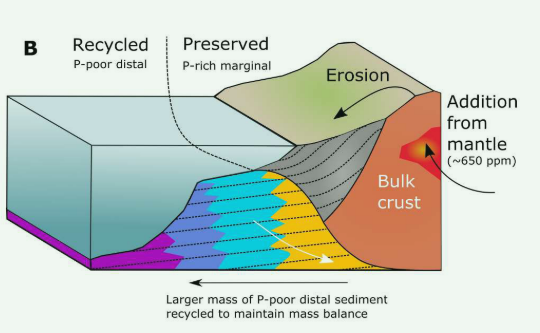 B
Recycled
P-poor distal
Preserved
P-rich marginal
Erosion
Addition
from
mantle
(~650 ppm)
Bulk
crust
Larger mass of P-poor distal sediment
recycled to maintain mass balance